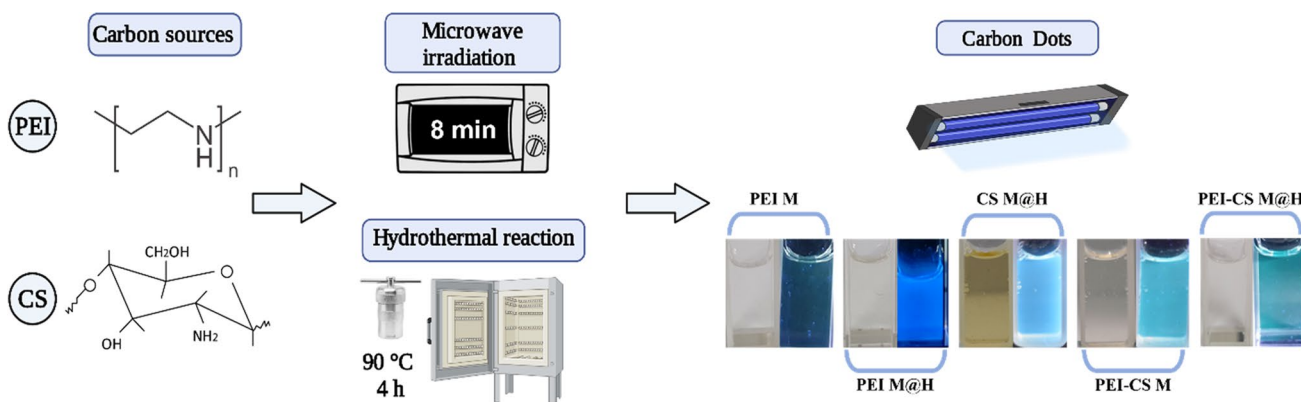 Carbon sources
PEI
N
H
n
CS
CH2OH
O
O
OH
NH2
Microwave
irradiation
8 min
Hydrothermal reaction
90 °C
4 h
Carbon Dots
PEI M
CS M@H
PEI-CS M@H
PEI M@H
PEI-CS M